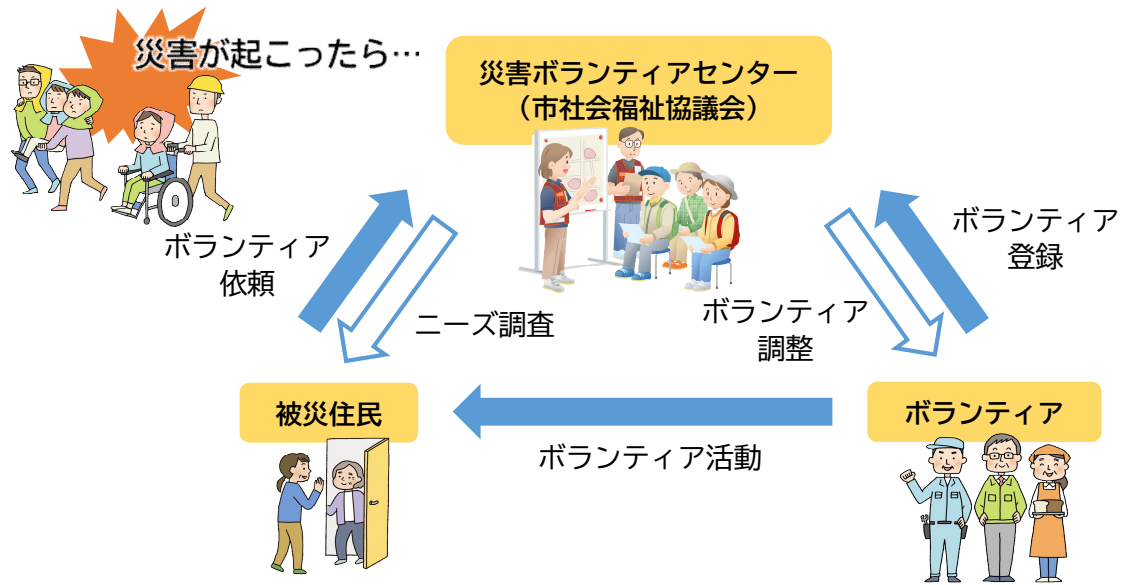 災害が起こったら…
災害ボランティアセンター
（市社会福祉協議会）
ボランティア
依頼
ニーズ調査
ボランティア
調整
ボランティア
登録
被災住民
ボランティア
ボランティア活動